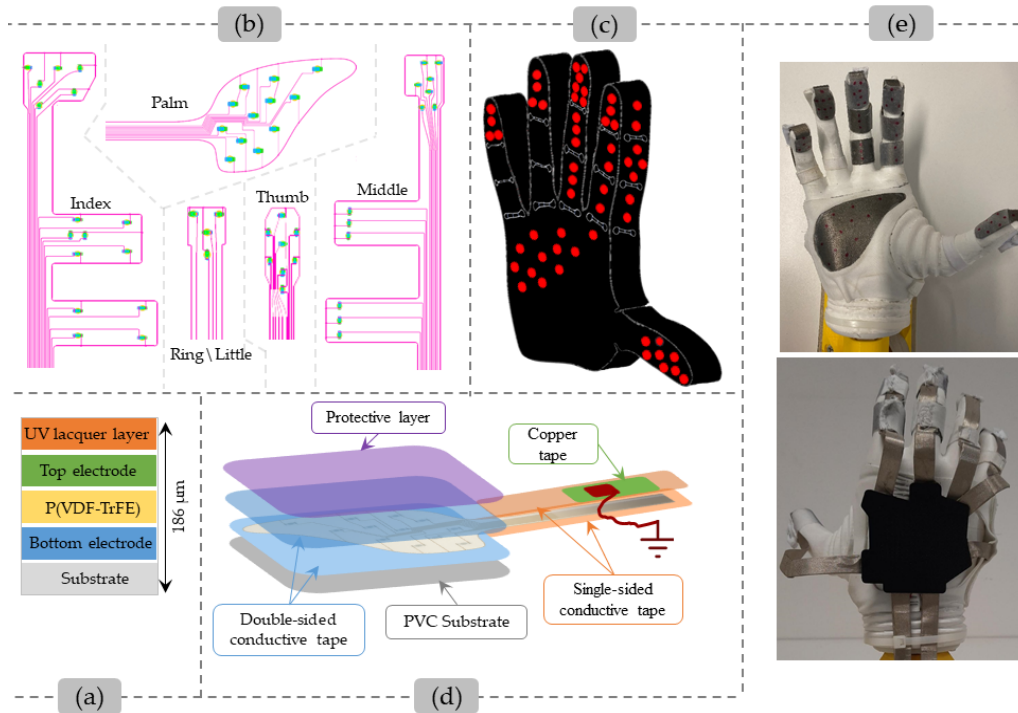 (b)
(c)
(e)
Palm
Index
Thumb
Middle
Ring \ Little
UV lacquer layer
Top electrode
P(VDF-TrFE)
Bottom electrode
Substrate
186 µm
Protective layer
Copper
tape
Double-sided
conductive tape
PVC Substrate
Single-sided
conductive tape
(a)
(d)